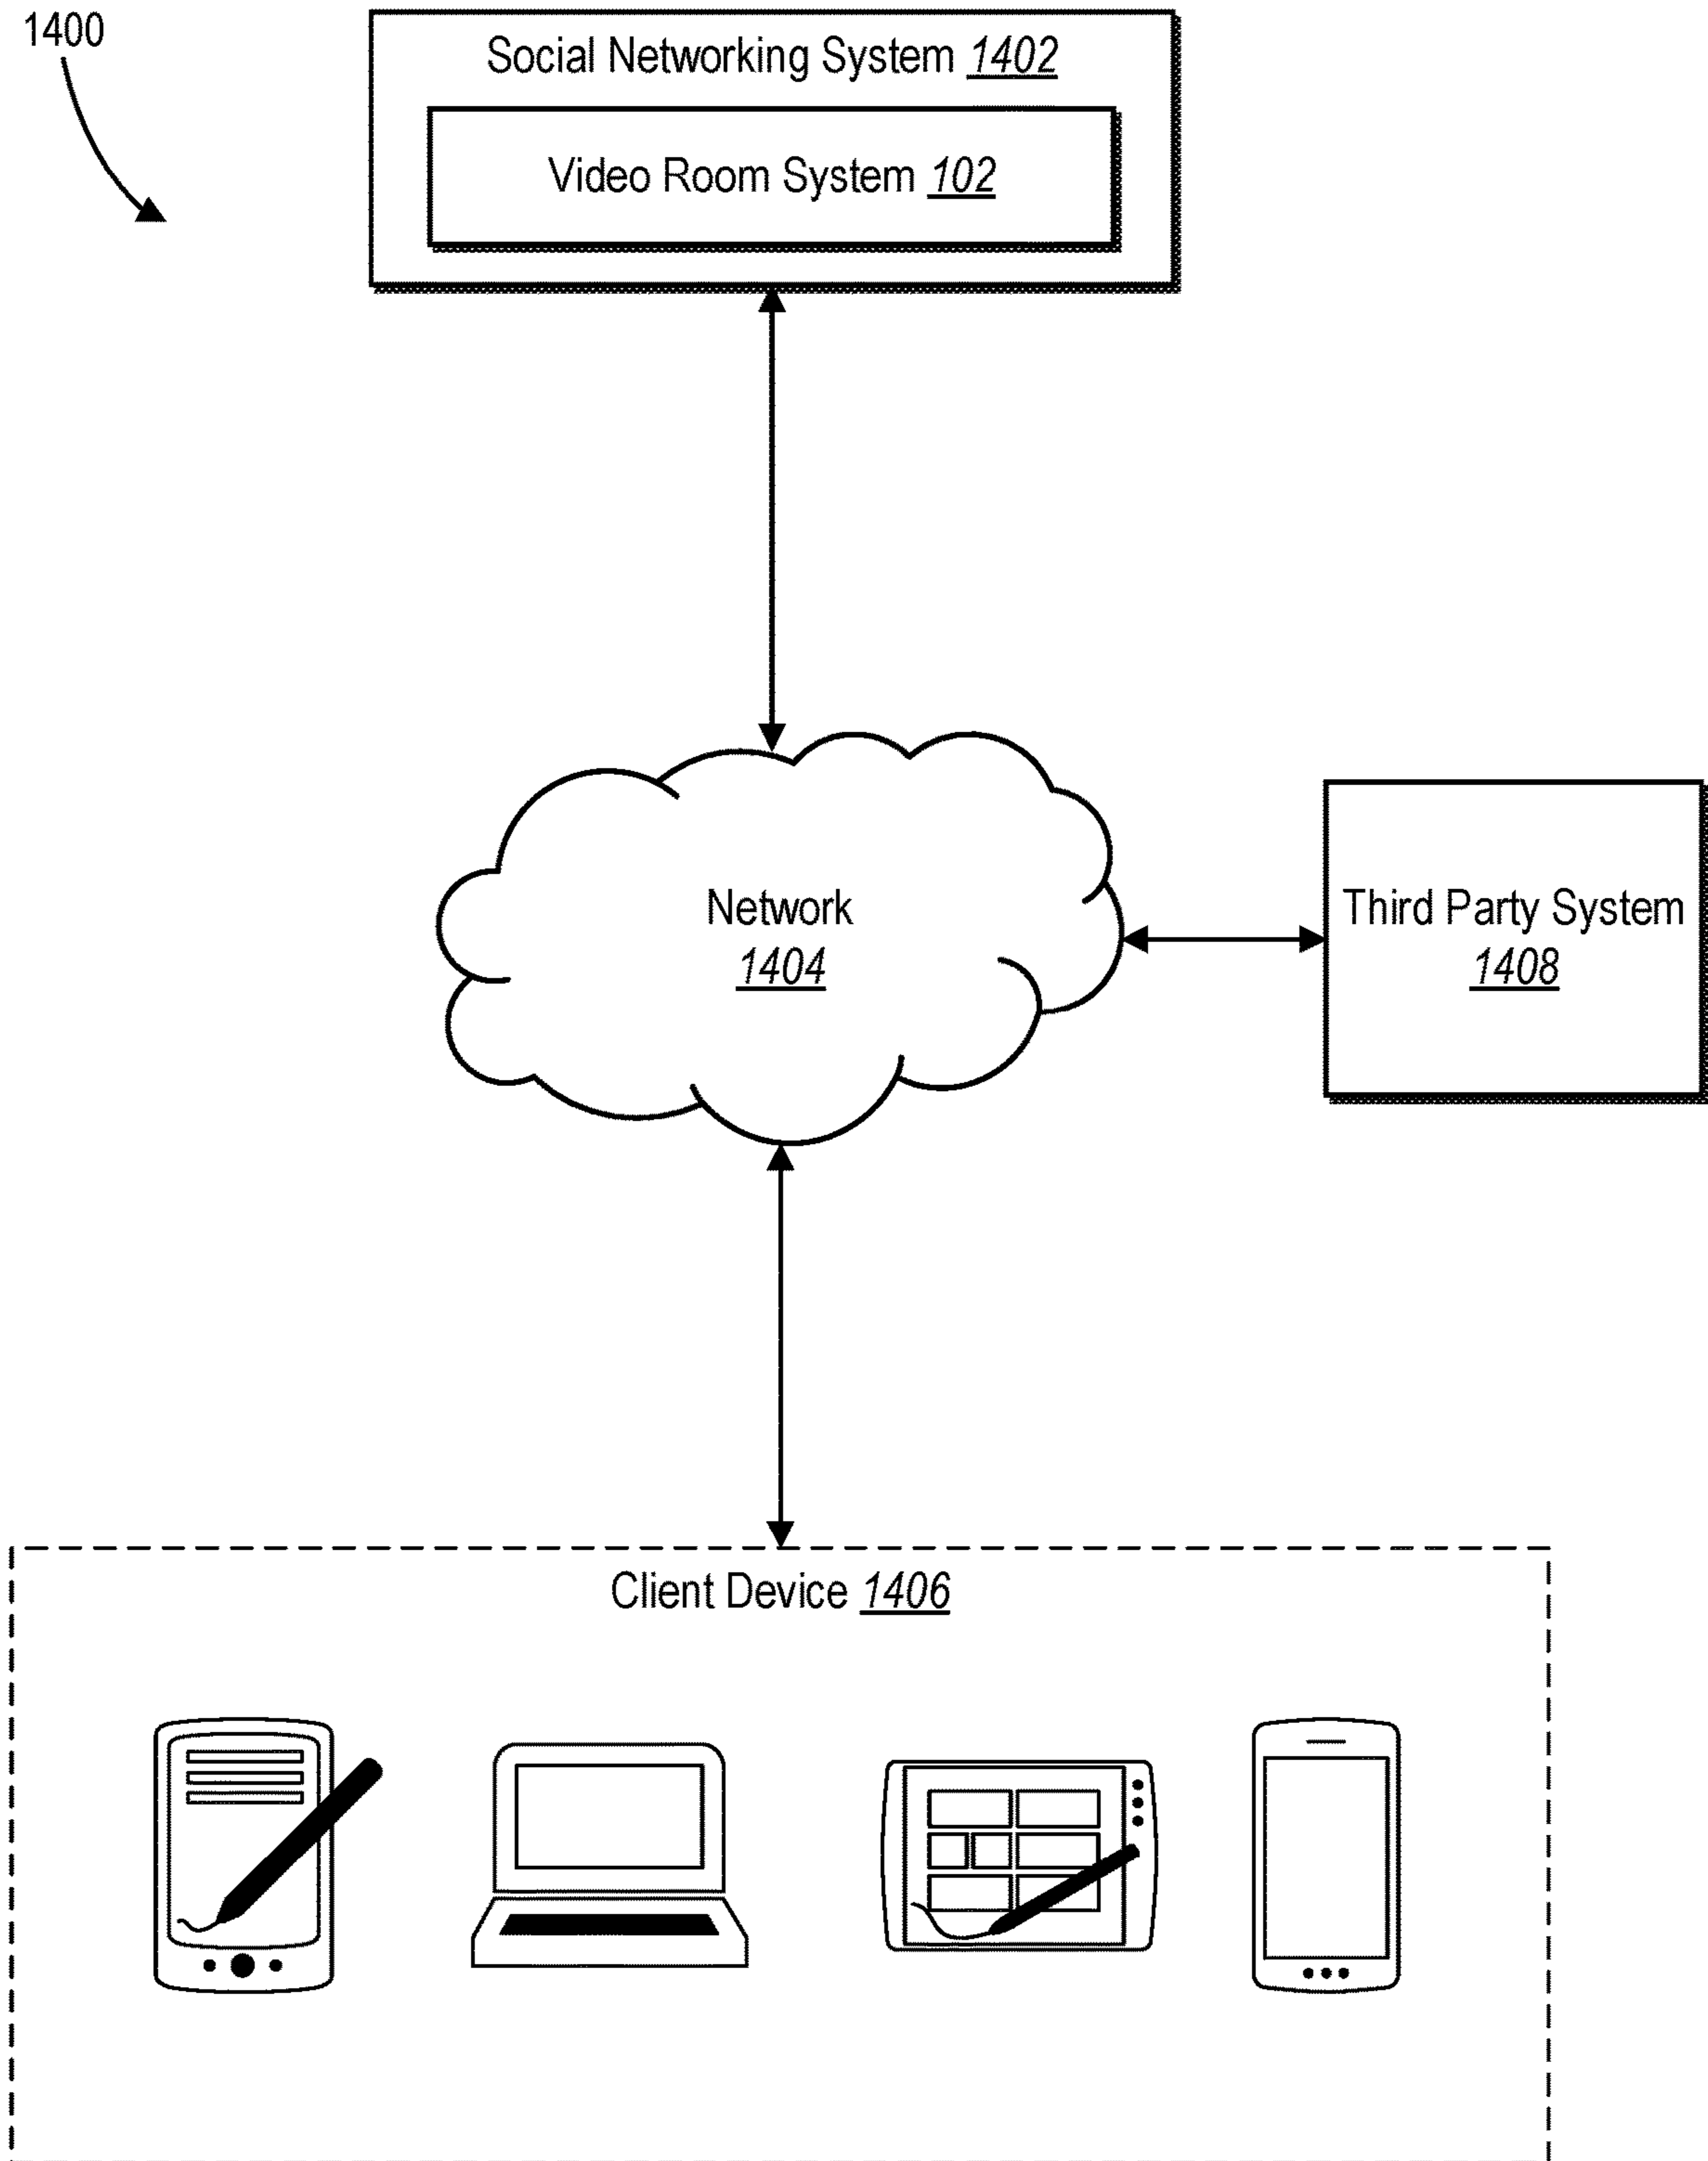 1400
Social Networking System 1402
Video Room System 102
Network
1404
Third Party System
1408
Client Device 1406